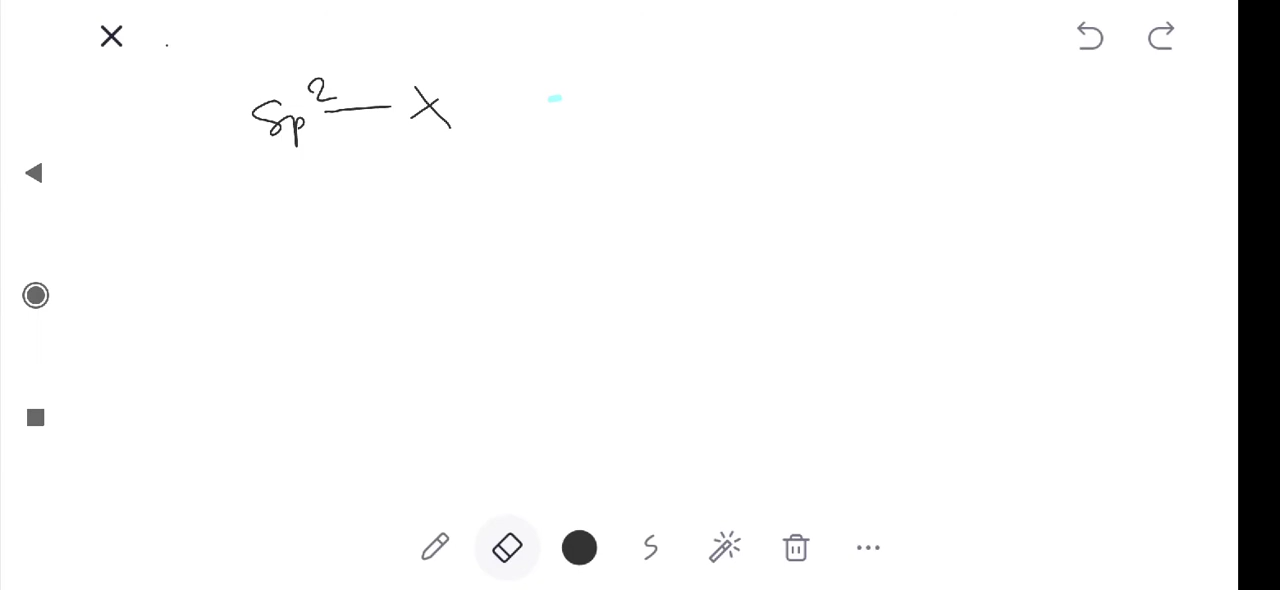 Sp² — X